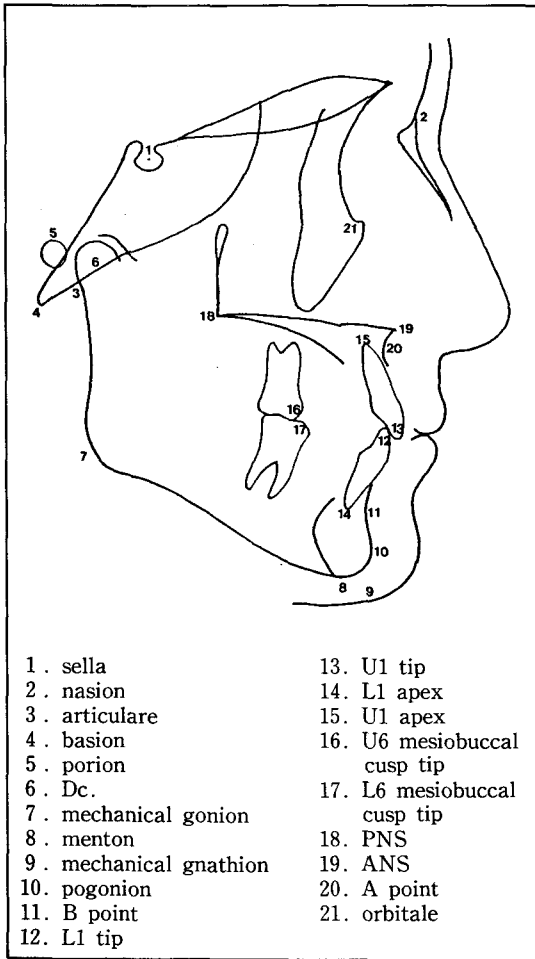 1
2
3
4
5
6
7
8
9
10
11
12
13
14
15
16
17
18
19
20
21
1 . sella
2 . nasion
3 . articulare
4 . basion
5 . porion
6 . Dc.
7 . mechanical gonion
8 . menton
9 . mechanical gnathion
10. pogonion
11. B point
12. L1 tip
13. U1 tip
14. L1 apex
15. U1 apex
16. U6 mesiobuccal
cusp tip
17. L6 mesiobuccal
cusp tip
18. PNS
19. ANS
20. A point
21. orbitale